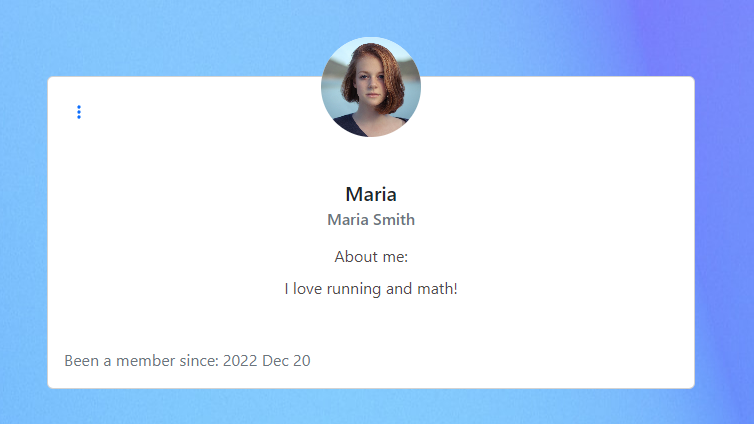 Maria
Maria Smith
About me:
I love running and math!
Been a member since: 2022 Dec 20